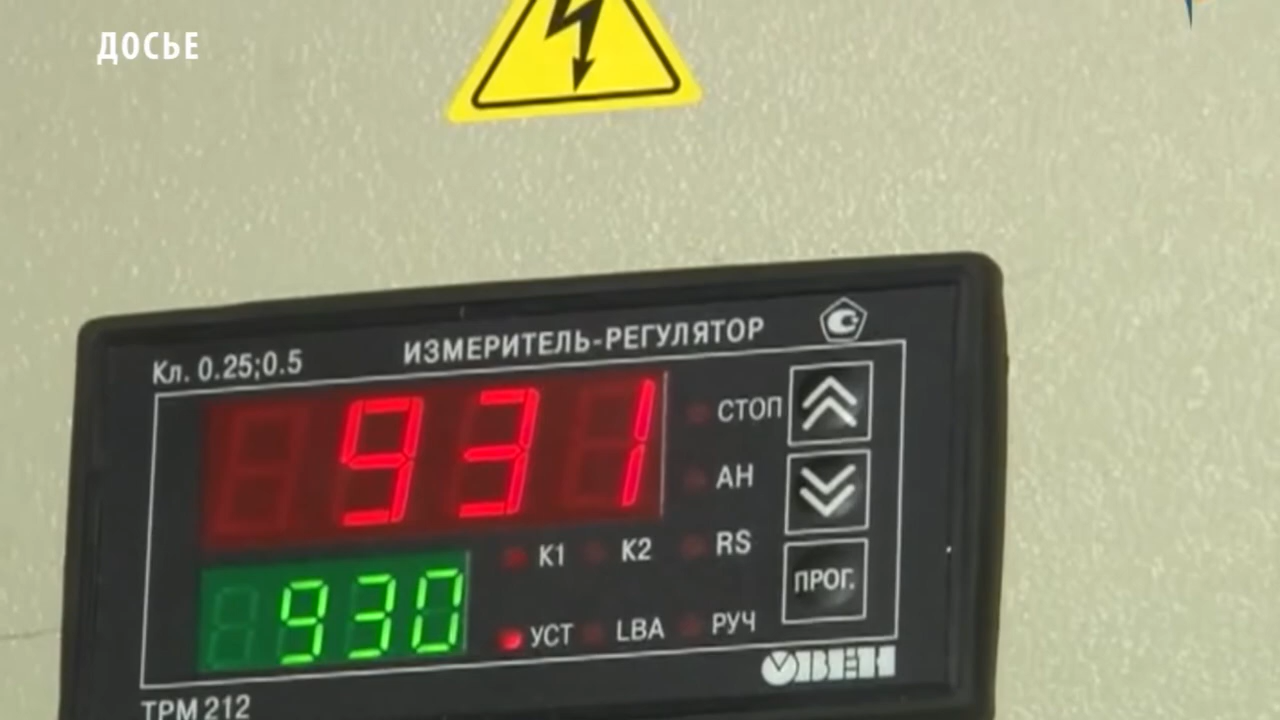 ДОСЬЕ
Кл. 0.25;0.5 ИЗМЕРИТЕЛЬ-РЕГУЛЯТОР
931
СТОП
АН
К1 К2 RS
930
ПРОГ.
УСТ LBA РУЧ
ОВЕН
ТРМ 212